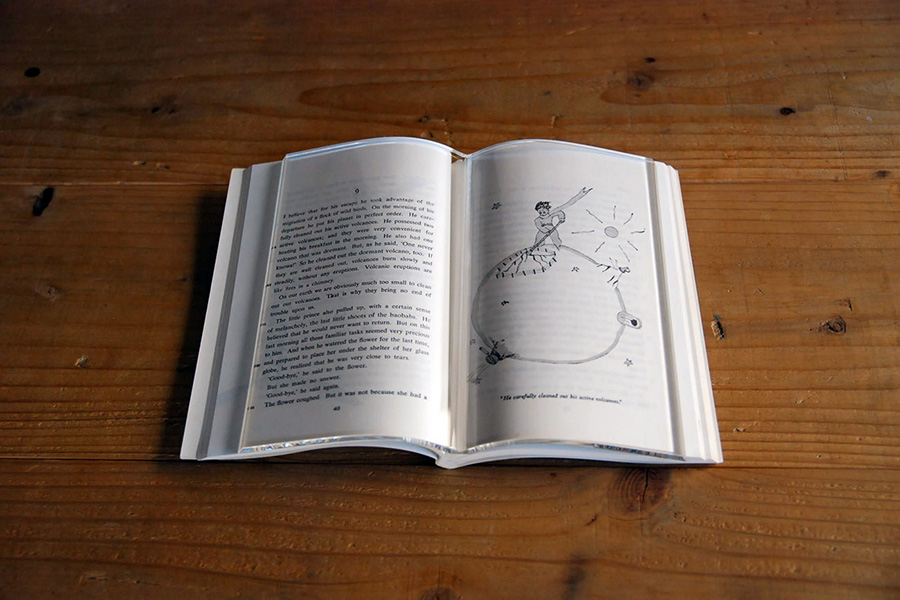 9
I believe that for his escape he took advantage of the
migration of a flock of wild birds. On the morning of his
departure he put his planet in perfect order. He care-
fully cleaned out his active volcanoes. He possessed two
active volcanoes; and they were very convenient for
heating his breakfast in the morning. He also had one
volcano that was dormant. But, as he said, 'One never
knows!' So he cleaned out the dormant volcano, too. If
they are well cleaned out, volcanoes burn slowly and
steadily, without any eruptions. Volcanic eruptions are
like fires in a chimney.
On our earth we are obviously much too small to clean
out our volcanoes. That is why they bring no end of
trouble upon us.
The little prince also pulled up, with a certain sense
of melancholy, the last little shoots of the baobabs. He
believed that he would never want to return. But on this
last morning all these familiar tasks seemed very precious
to him. And when he watered the flower for the last time,
and prepared to place her under the shelter of her glass
globe, he realized that he was very close to tears.
'Good-bye,' he said to the flower.
But she made no answer.
'Good-bye,' he said again.
The flower coughed. But it was not because she had a
40
"He carefully cleaned out his active volcanoes."